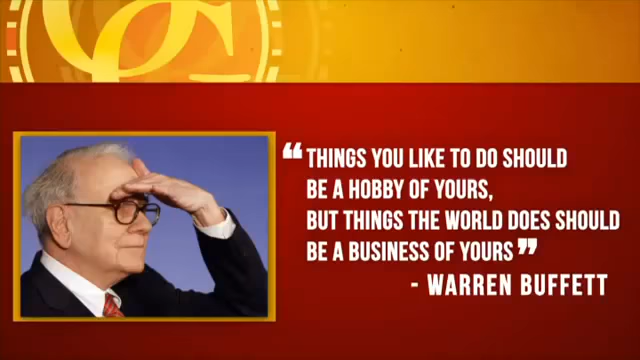 “ THINGS YOU LIKE TO DO SHOULD
BE A HOBBY OF YOURS,
BUT THINGS THE WORLD DOES SHOULD
BE A BUSINESS OF YOURS ”
- WARREN BUFFETT